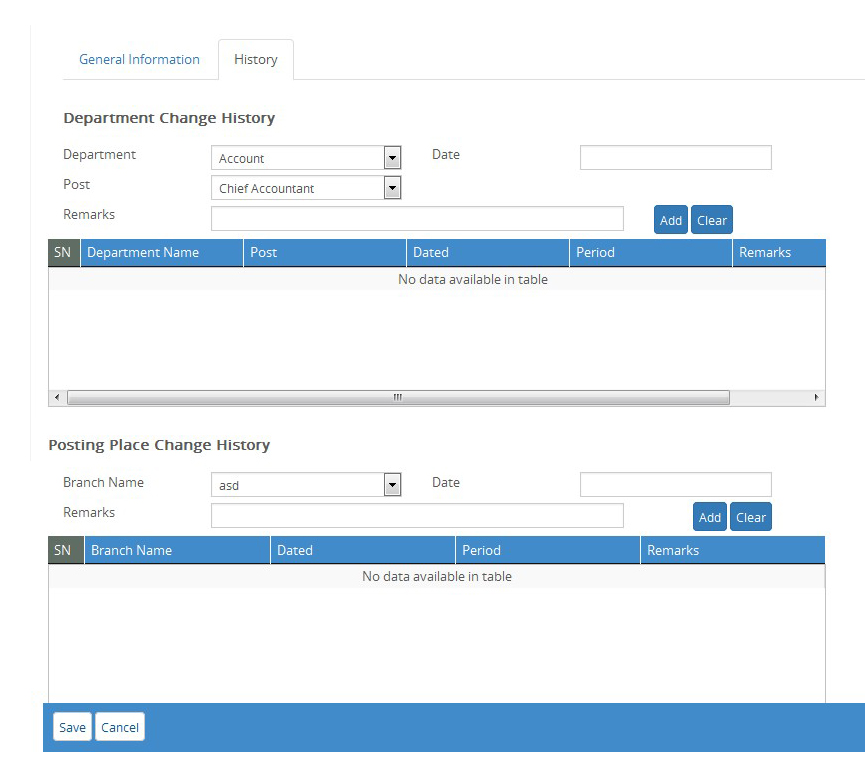 General Information History
Department Change History
Department Account Date
Post Chief Accountant
Remarks Add Clear
SN Department Name Post Dated Period Remarks
No data available in table
Posting Place Change History
Branch Name asd Date
Remarks Add Clear
SN Branch Name Dated Period Remarks
No data available in table
Save Cancel